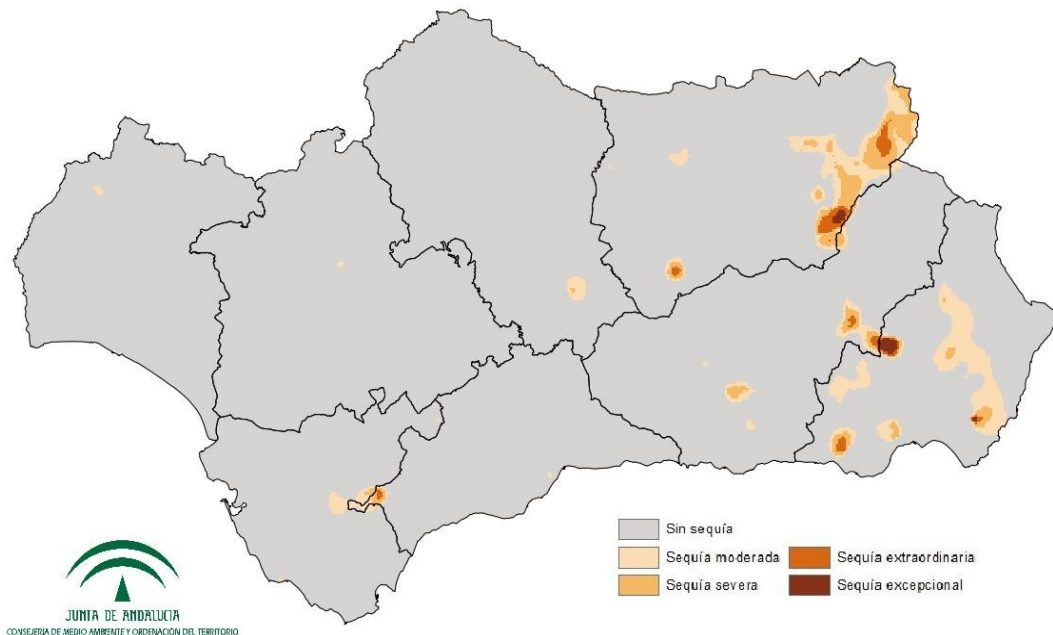 Sin sequía
Sequía moderada
Sequía severa
Sequía extraordinaria
Sequía excepcional
JUNTA DE ANDALUCIA
CONSEJERÍA DE MEDIO AMBIENTE Y ORDENACIÓN DEL TERRITORIO